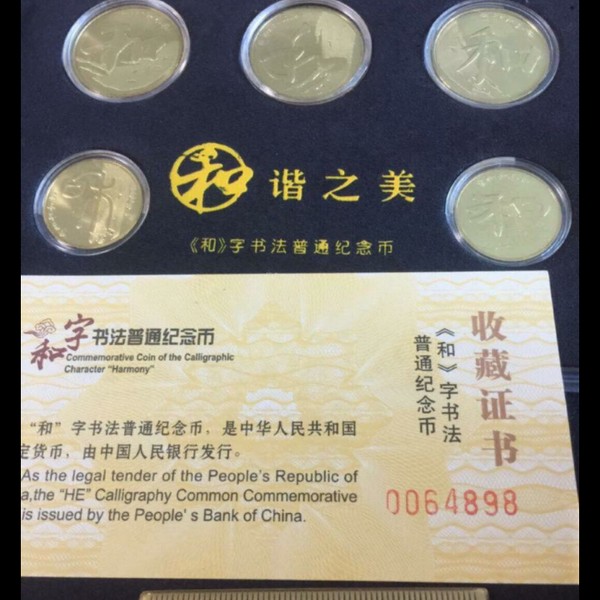 和 谐之美
《和》字书法普通纪念币
和字书法普通纪念币
Commemorative Coin of the Calligraphic
Character "Harmony"
"和"字书法普通纪念币，是中华人民共和国
定货币，由中国人民银行发行。
As the legal tender of the People's Republic of
a,the "HE" Calligraphy Common Commemorative
is issued by the People' s Bank of China.
收藏证书
《和》字书法
普通纪念币
0064898